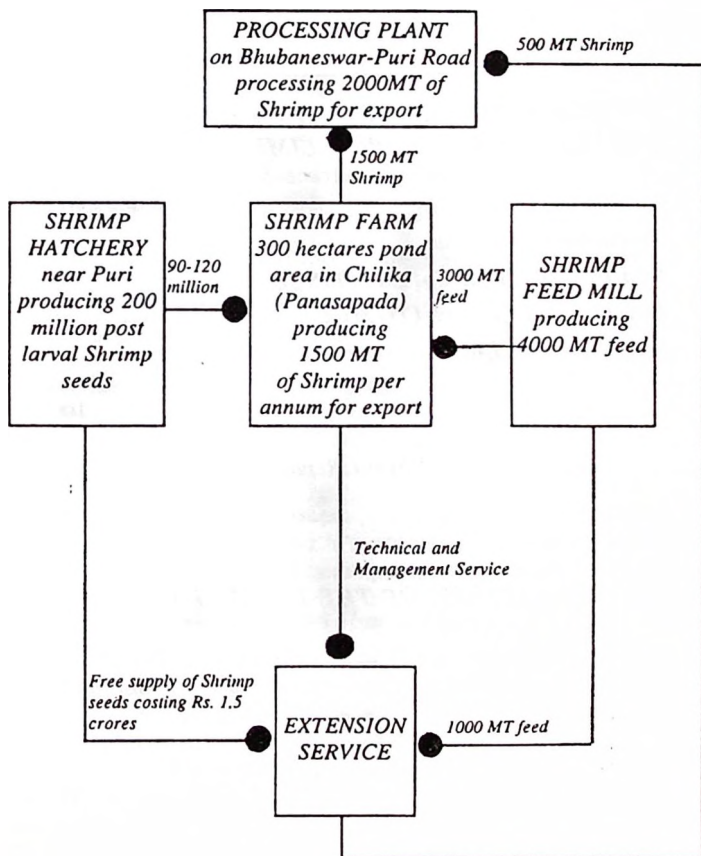 PROCESSING PLANT
on Bhubaneswar-Puri Road
processing 2000MT of
Shrimp for export
500 MT Shrimp
1500 MT
Shrimp
SHRIMP
HATCHERY
near Puri
producing 200
million post
larval Shrimp
seeds
90-120
million
SHRIMP FARM
300 hectares pond
area in Chilika
(Panasapada)
producing
1500 MT
of Shrimp per
annum for export
3000 MT
feed
SHRIMP
FEED MILL
producing
4000 MT feed
Technical and
Management Service
Free supply of Shrimp
seeds costing Rs. 1.5
crores
EXTENSION
SERVICE
1000 MT feed